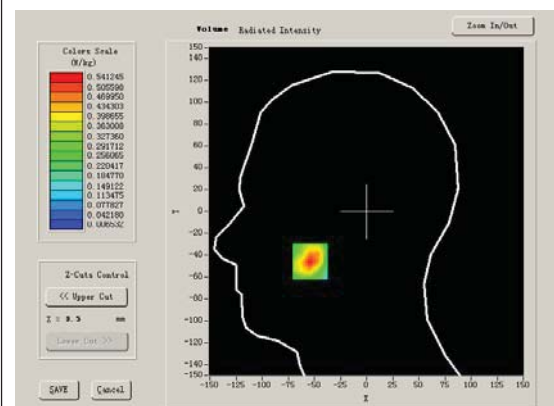 Volume Radiated Intensity
Zoom In/Out
Colors Scale
(W/kg)
0.541245
0.505598
0.469950
0.434303
0.398655
0.363008
0.327360
0.291712
0.256065
0.220417
0.184770
0.149122
0.113475
0.077827
0.042180
0.006532
Z-Cuts Control
<< Upper Cut
Lower Cut >>
SAVE
Cancel
150
140
120
100
80
60
40
20
0
-20
-40
-60
-80
-100
-120
-140
-150
Y
-150 -125 -100 -75 -50 -25 0 25 50 75 100 125 150
X